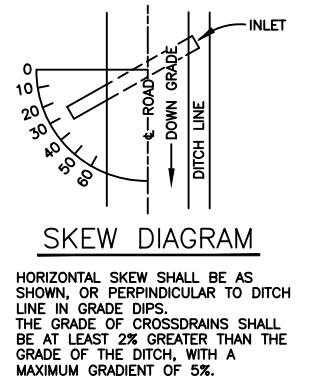 INLET
0
10
20
30
40
50
60
℄ ROAD
DOWN GRADE
DITCH LINE
SKEW DIAGRAM
HORIZONTAL SKEW SHALL BE AS
SHOWN, OR PERPINDICULAR TO DITCH
LINE IN GRADE DIPS.
THE GRADE OF CROSSDRAINS SHALL
BE AT LEAST 2% GREATER THAN THE
GRADE OF THE DITCH, WITH A
MAXIMUM GRADIENT OF 5%.